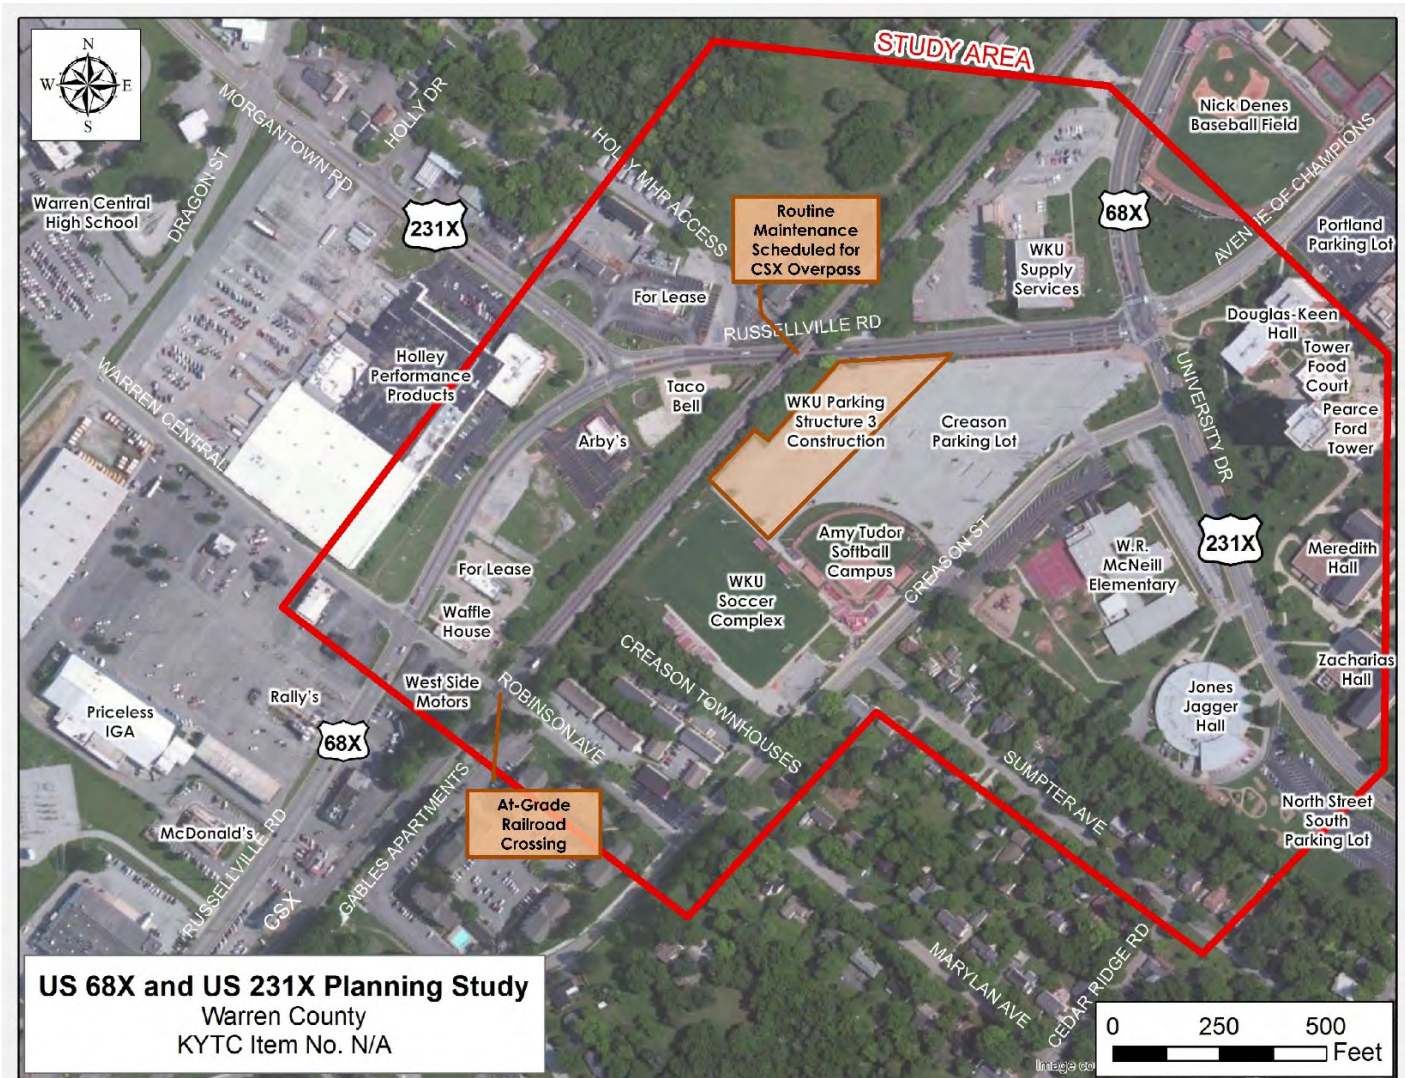 N
W
E
S
STUDY AREA
Nick Denes
Baseball Field
HOLLY DR
MORGANTOWN RD
DRAGON ST
HOLLY MHR ACCESS
AVENUE OF CHAMPIONS
Warren Central
High School
231X
Routine
Maintenance
Scheduled for
CSX Overpass
68X
Portland
Parking Lot
WKU
Supply
Services
For Lease
RUSSELLVILLE RD
Douglas-Keen
Hall
Tower
Food
Court
Holley
Performance
Products
WARREN CENTRAL
Taco
Bell
WKU Parking
Structure 3
Construction
Creason
Parking Lot
UNIVERSITY DR
Pearce
Ford
Tower
Arby's
Amy Tudor
Softball
Campus
CREASON ST
W.R.
McNeill
Elementary
231X
Meredith
Hall
For Lease
WKU
Soccer
Complex
Waffle
House
CREASON TOWNHOUSES
Zacharias
Hall
West Side
Motors
ROBINSON AVE
Rally's
Jones
Jagger
Hall
Priceless
IGA
68X
SUMPTER AVE
At-Grade
Railroad
Crossing
North Street
South
Parking Lot
McDonald's
RUSSELLVILLE RD
CSX
GABLES APARTMENTS
MARYLAN AVE
CEDAR RIDGE RD
US 68X and US 231X Planning Study
Warren County
KYTC Item No. N/A
0 250 500
Feet
Image co